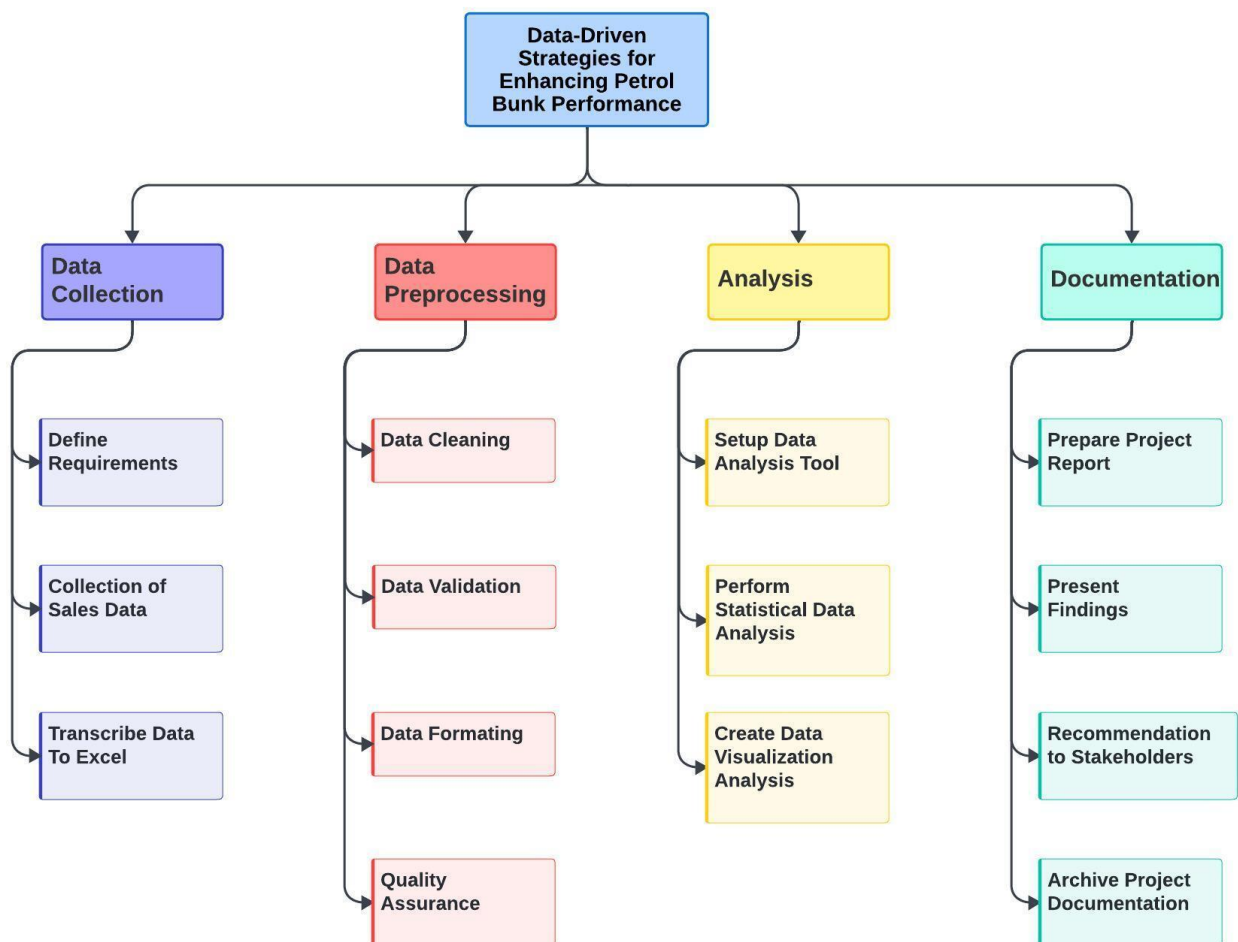 Data-Driven
Strategies for
Enhancing Petrol
Bunk Performance
Data
Collection
Data
Preprocessing
Analysis
Documentation
Define
Requirements
Collection of
Sales Data
Transcribe Data
To Excel
Data Cleaning
Data Validation
Data Formating
Quality
Assurance
Setup Data
Analysis Tool
Perform
Statistical Data
Analysis
Create Data
Visualization
Analysis
Prepare Project
Report
Present
Findings
Recommendation
to Stakeholders
Archive Project
Documentation